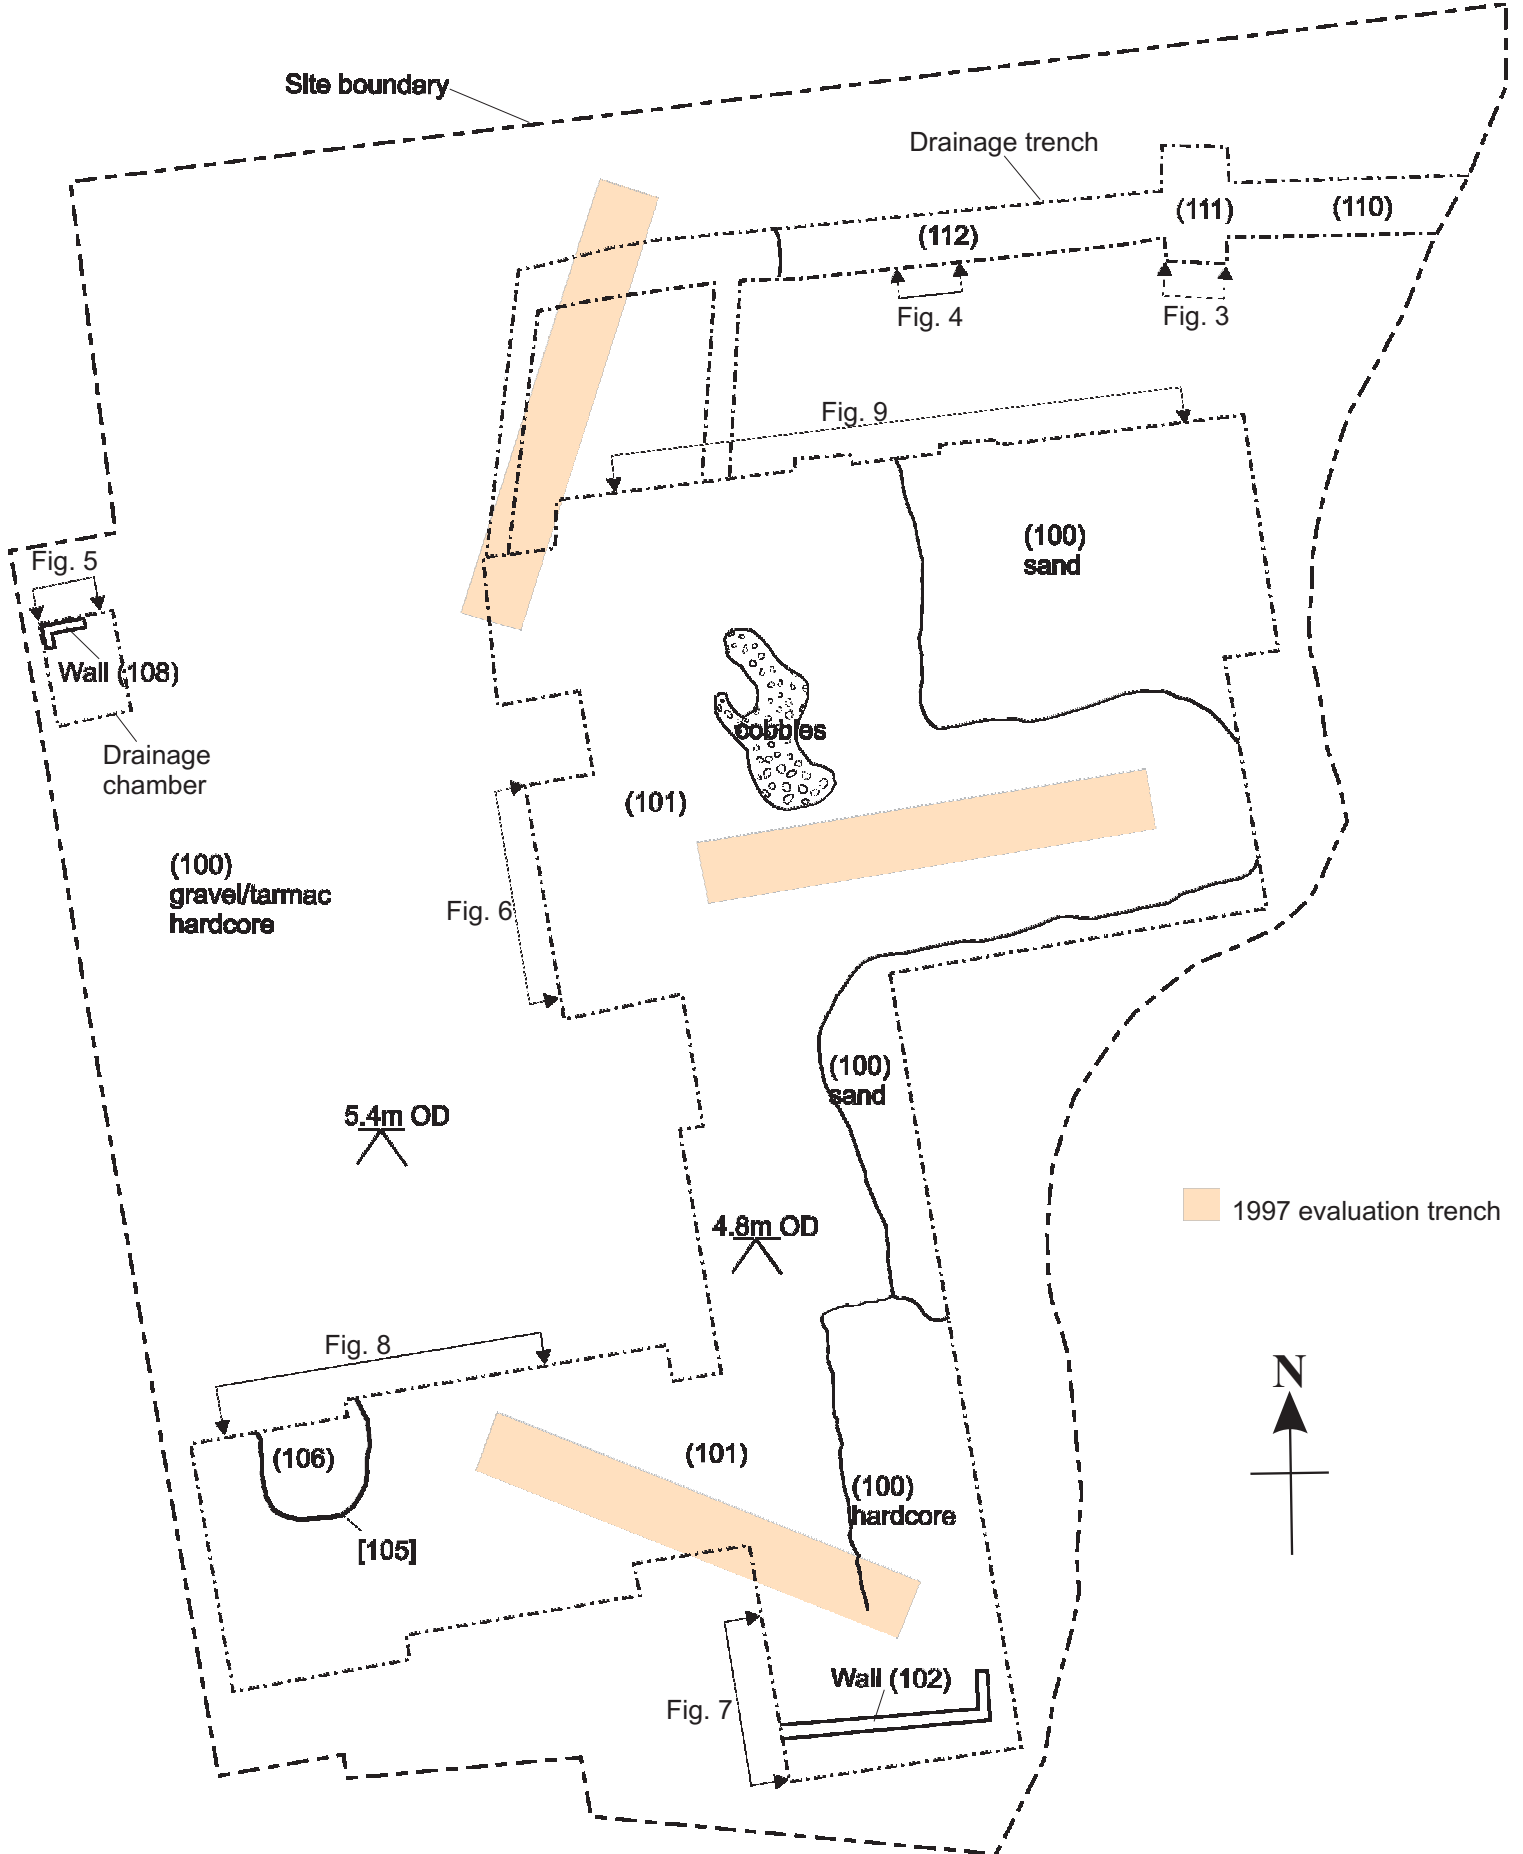 Site boundary
Drainage trench
(111)
(110)
(112)
Fig. 4
Fig. 3
Fig. 9
(100)
sand
Fig. 5
Wall (108)
Drainage
chamber
cobbles
(101)
(100)
gravel/tarmac
hardcore
Fig. 6
(100)
sand
5.4m OD
4.8m OD
1997 evaluation trench
Fig. 8
N
(106)
(101)
(100)
hardcore
[105]
Wall (102)
Fig. 7